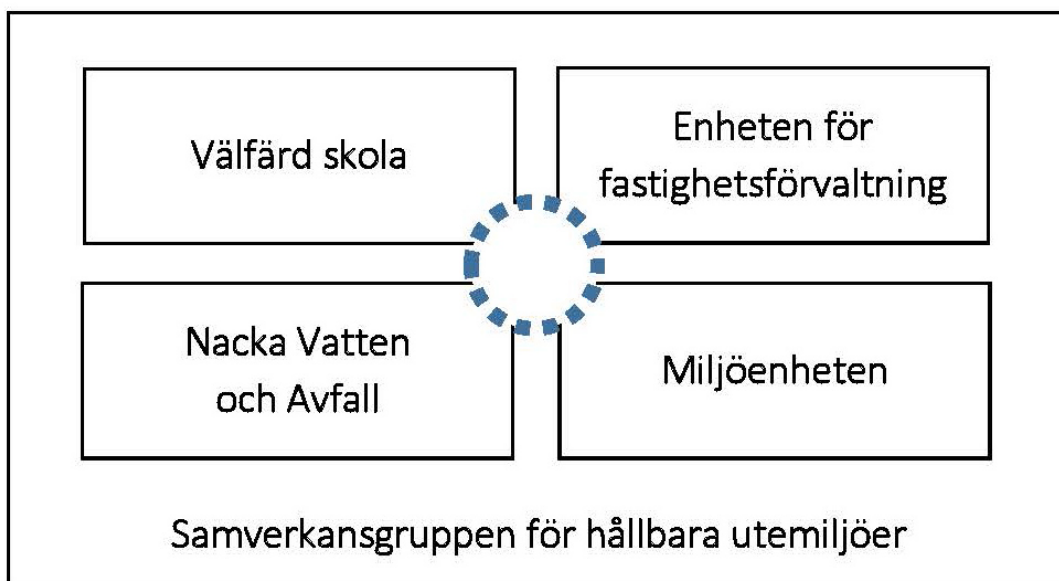 Välfärd skola
Enheten för
fastighetsförvaltning
Nacka Vatten
och Avfall
Miljöenheten
Samverkansgruppen för hållbara utemiljöer